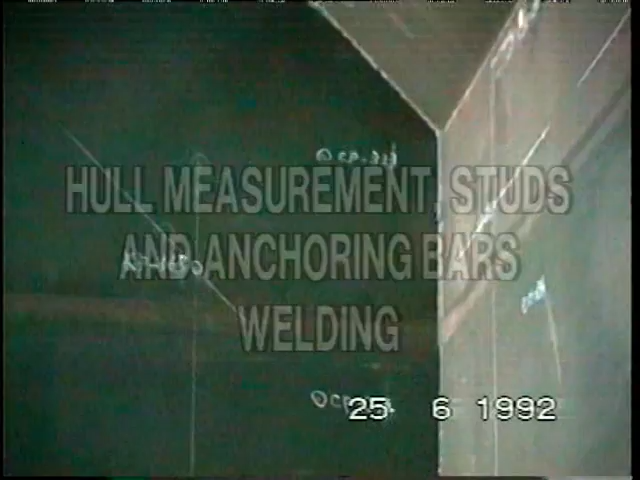 HULL MEASUREMENT, STUDS
AND ANCHORING BARS
WELDING
25 6 1992